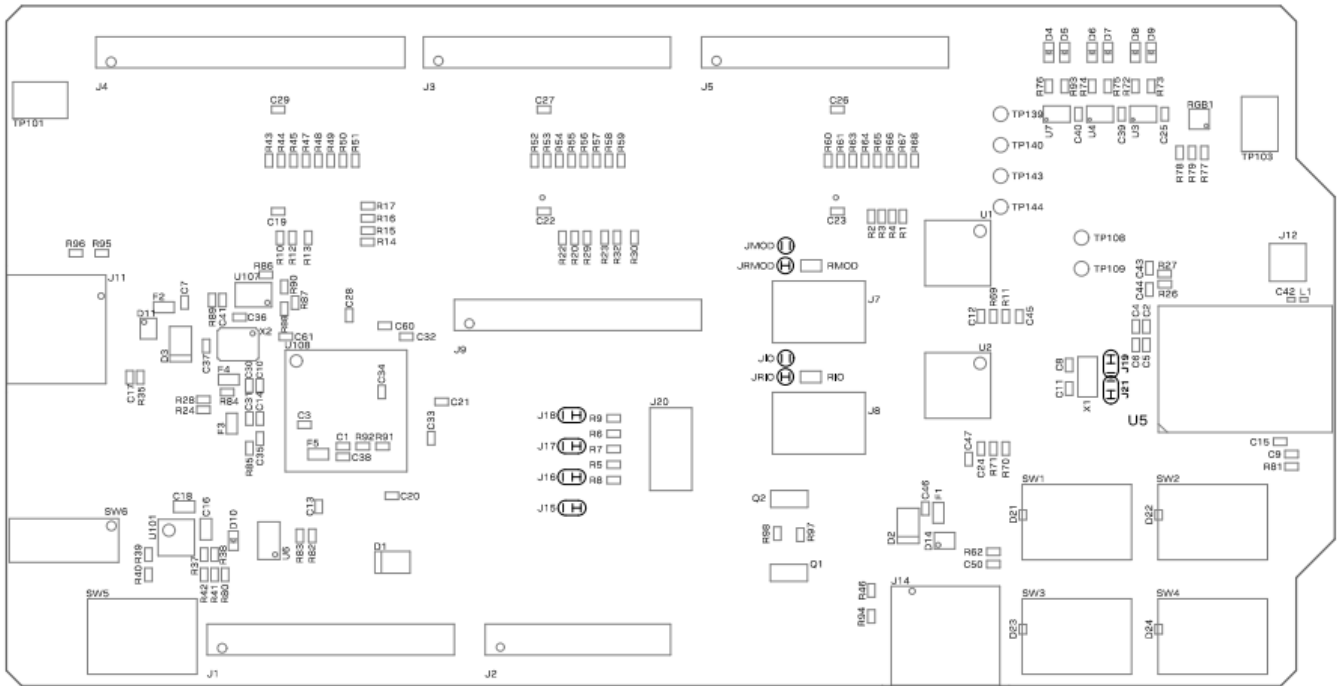 D4 D5 D6 D7 D8 D9
J4 J3 J5
R76 R93 R74 R75 R72 R73
TP101 C29 C27 C26 TP139 U7 C40 U4 C39 U3 C25 RGB1
R43 R44 R45 R47 R48 R49 R50 R51 R52 R53 R54 R55 R56 R57 R58 R59 R60 R61 R63 R64 R65 R66 R67 R68
TP140 R78 R79 R77 TP103
TP143
R17 TP144
C19 R16 C22 C23 R2 R3 R4 R1 U1
R10 R12 R13 R15 R22 R20 R29 R23 R32 R30 TP108 J12
R14
R96 R95 JMOD
R86 JRMOD RMOD C43 R27
J11 U107 R90 TP109
F2 C7 R89 C41 R87 C44 R26
J7 C42 L1
D11 C36 R88 C28 C60 C12 R69 R11 C45 C4 C2
X2 C61 C32
D3 C37 U108 J9 U2 C6 C5
JIO
C17 R35 F4 C30 C10 C34 JRIO RIO C8 J19
R28 R84 C21 J20 C11 X1 J21
R24 J8
F3 C31 C14 C3 C33 J18 R9 U5
R6
R85 C35 F5 C1 R92 R91 J17 R7 C47 C24 R71 R70 C15
C38 C9
R5 R81
J16 R8 SW1 SW2
C18 C20 Q2
SW6 C16 C13 J15 C46 F1
U101 D10 D21 D22
R39 R37 R38 U6 R83 R82 D1 R98 R97 D2 D14
R62
R40 R42 R41 R80 Q1 C50
J14
SW5 R46 SW3 SW4
R94 D23 D24
J1 J2